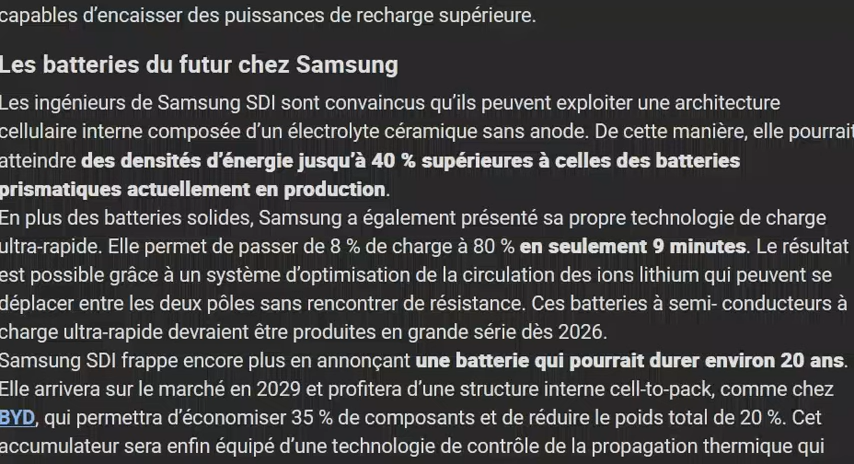 capables d’encaisser des puissances de recharge supérieure.
Les batteries du futur chez Samsung
Les ingénieurs de Samsung SDI sont convaincus qu’ils peuvent exploiter une architecture
cellulaire interne composée d’un électrolyte céramique sans anode. De cette manière, elle pourrait
atteindre des densités d’énergie jusqu’à 40 % supérieures à celles des batteries
prismatiques actuellement en production.
En plus des batteries solides, Samsung a également présenté sa propre technologie de charge
ultra-rapide. Elle permet de passer de 8 % de charge à 80 % en seulement 9 minutes. Le résultat
est possible grâce à un système d’optimisation de la circulation des ions lithium qui peuvent se
déplacer entre les deux pôles sans rencontrer de résistance. Ces batteries à semi- conducteurs à
charge ultra-rapide devraient être produites en grande série dès 2026.
Samsung SDI frappe encore plus en annonçant une batterie qui pourrait durer environ 20 ans.
Elle arrivera sur le marché en 2029 et profitera d’une structure interne cell-to-pack, comme chez
BYD, qui permettra d’économiser 35 % de composants et de réduire le poids total de 20 %. Cet
accumulateur sera enfin équipé d’une technologie de contrôle de la propagation thermique qui